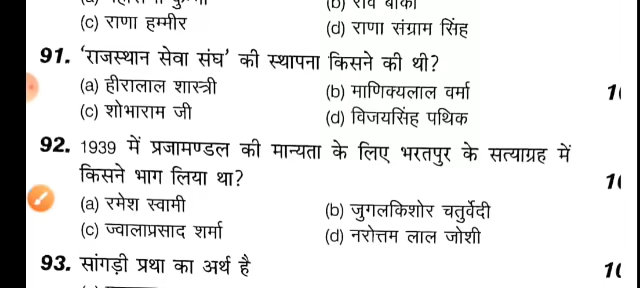 (c) राणा हम्मीर (d) राणा संग्राम सिंह
91. ‘राजस्थान सेवा संघ’ की स्थापना किसने की थी?
(a) हीरालाल शास्त्री (b) माणिक्यलाल वर्मा
(c) शोभाराम जी (d) विजयसिंह पथिक
92. 1939 में प्रजामण्डल की मान्यता के लिए भरतपुर के सत्याग्रह में
किसने भाग लिया था?
(a) रमेश स्वामी (b) जुगलकिशोर चतुर्वेदी
(c) ज्वालाप्रसाद शर्मा (d) नरोत्तम लाल जोशी
93. सांगड़ी प्रथा का अर्थ है